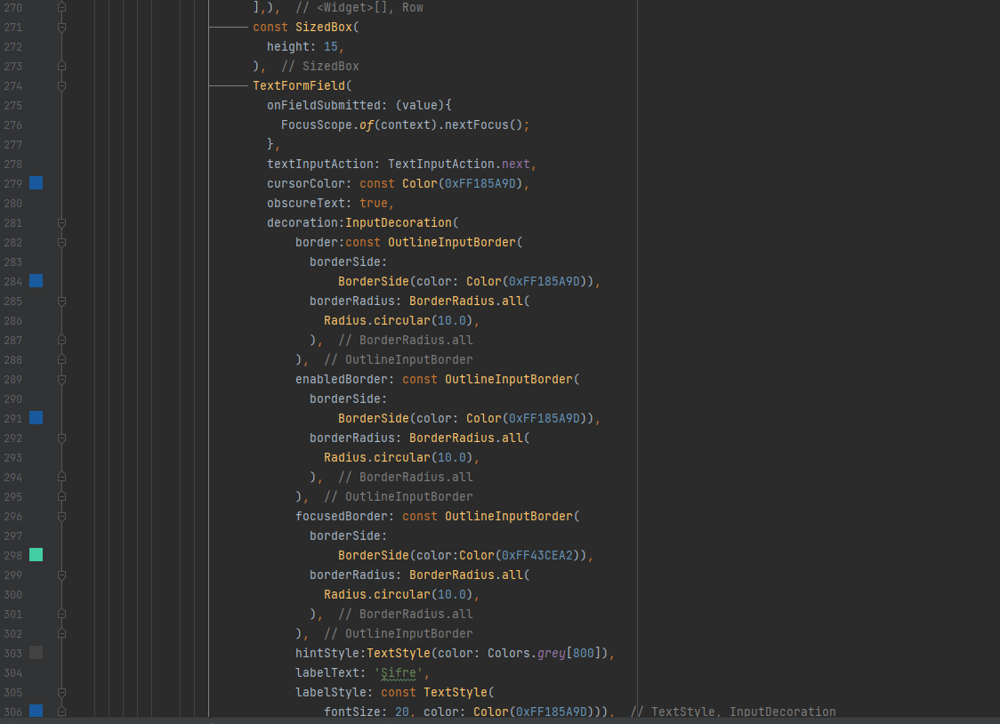 270 ],), // <Widget>[], Row
271 const SizedBox(
272 height: 15,
273 ), // SizedBox
274 TextFormField(
275 onFieldSubmitted: (value){
276 FocusScope.of(context).nextFocus();
277 },
278 textInputAction: TextInputAction.next,
279 cursorColor: const Color(0xFF185A9D),
280 obscureText: true,
281 decoration:InputDecoration(
282 border:const OutlineInputBorder(
283 borderSide:
284 BorderSide(color: Color(0xFF185A9D)),
285 borderRadius: BorderRadius.all(
286 Radius.circular(10.0),
287 ), // BorderRadius.all
288 ), // OutlineInputBorder
289 enabledBorder: const OutlineInputBorder(
290 borderSide:
291 BorderSide(color: Color(0xFF185A9D)),
292 borderRadius: BorderRadius.all(
293 Radius.circular(10.0),
294 ), // BorderRadius.all
295 ), // OutlineInputBorder
296 focusedBorder: const OutlineInputBorder(
297 borderSide:
298 BorderSide(color:Color(0xFF43CEA2)),
299 borderRadius: BorderRadius.all(
300 Radius.circular(10.0),
301 ), // BorderRadius.all
302 ), // OutlineInputBorder
303 hintStyle:TextStyle(color: Colors.grey[800]),
304 labelText: 'Şifre',
305 labelStyle: const TextStyle(
306 fontSize: 20, color: Color(0xFF185A9D))), // TextStyle, InputDecoration